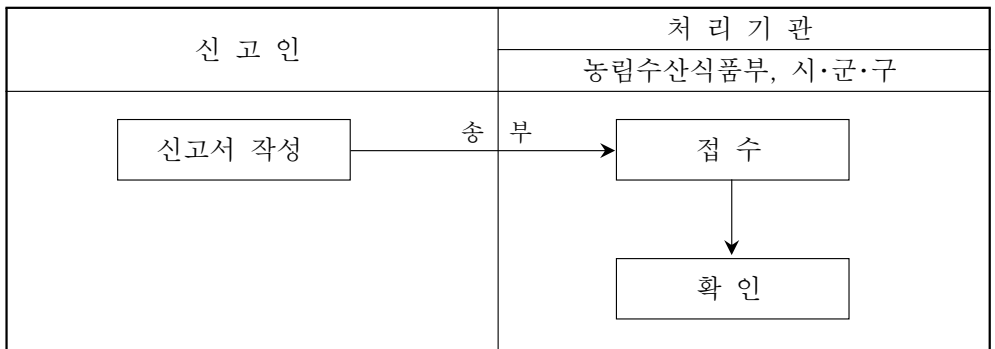 신 고 인
처 리 기 관
농림수산식품부, 시·군·구
신고서 작성
송 부
접 수
확 인